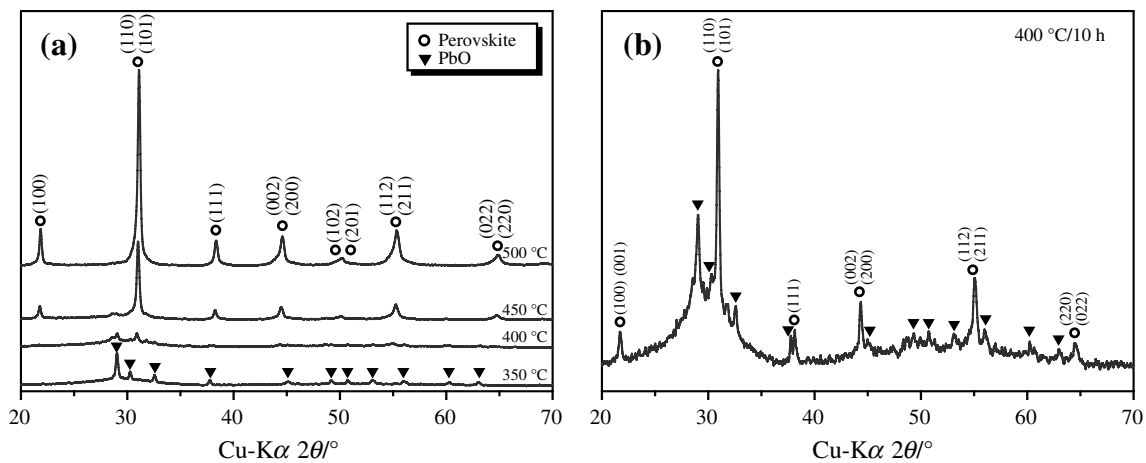 (a)
Perovskite
PbO
(110)
(101)
(100)
(111)
(002)
(200)
(102)
(201)
(112)
(211)
(022)
(220)
500 °C
450 °C
400 °C
350 °C
20 30 40 50 60 70
Cu-Kα 2θ/°
(b)
400 °C/10 h
(110)
(101)
(100) (001)
(111)
(002)
(200)
(112)
(211)
(220)
(022)
20 30 40 50 60 70
Cu-Kα 2θ/°